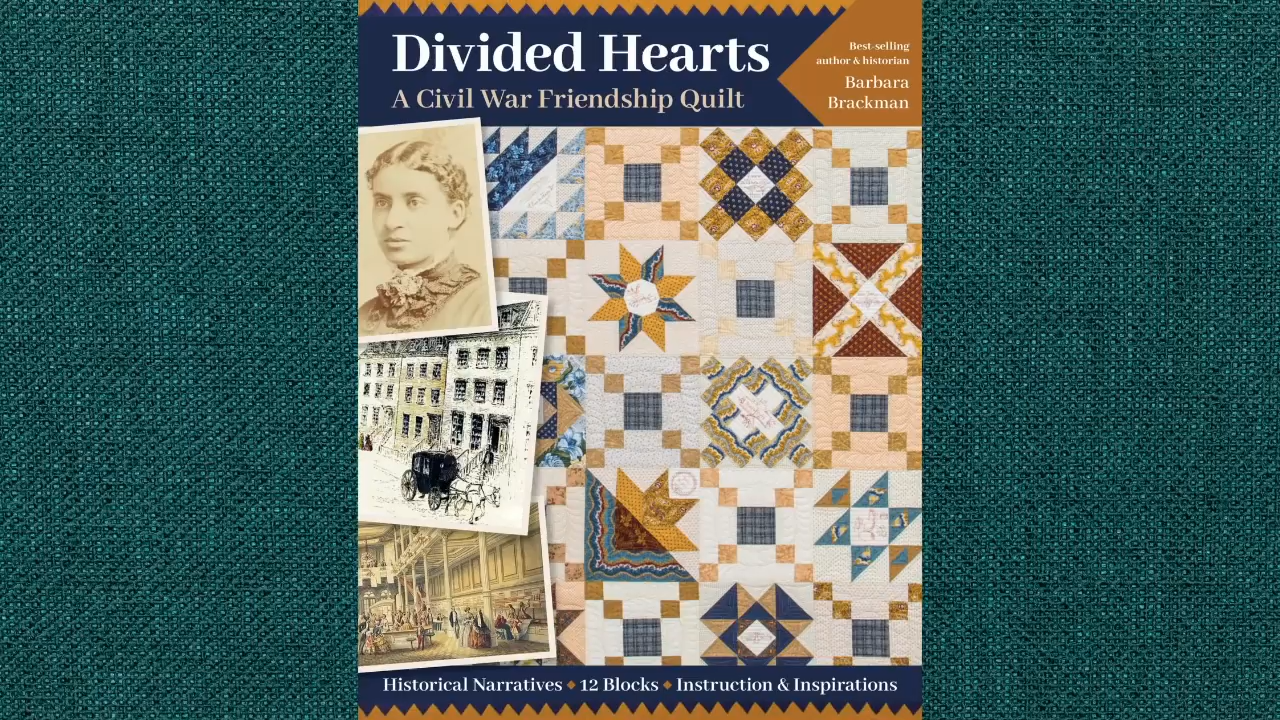 Divided Hearts
A Civil War Friendship Quilt
Best-selling
author & historian
Barbara
Brackman
Historical Narratives ◆ 12 Blocks ◆ Instruction & Inspirations